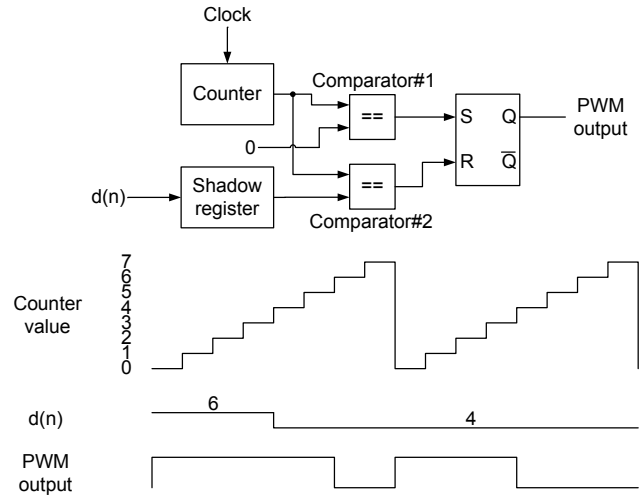 Clock
Counter
Comparator#1
==
S Q
PWM
output
0
R Q̅
d(n)
Shadow
register
==
Comparator#2
Counter
value
7
6
5
4
3
2
1
0
d(n)
6
4
PWM
output